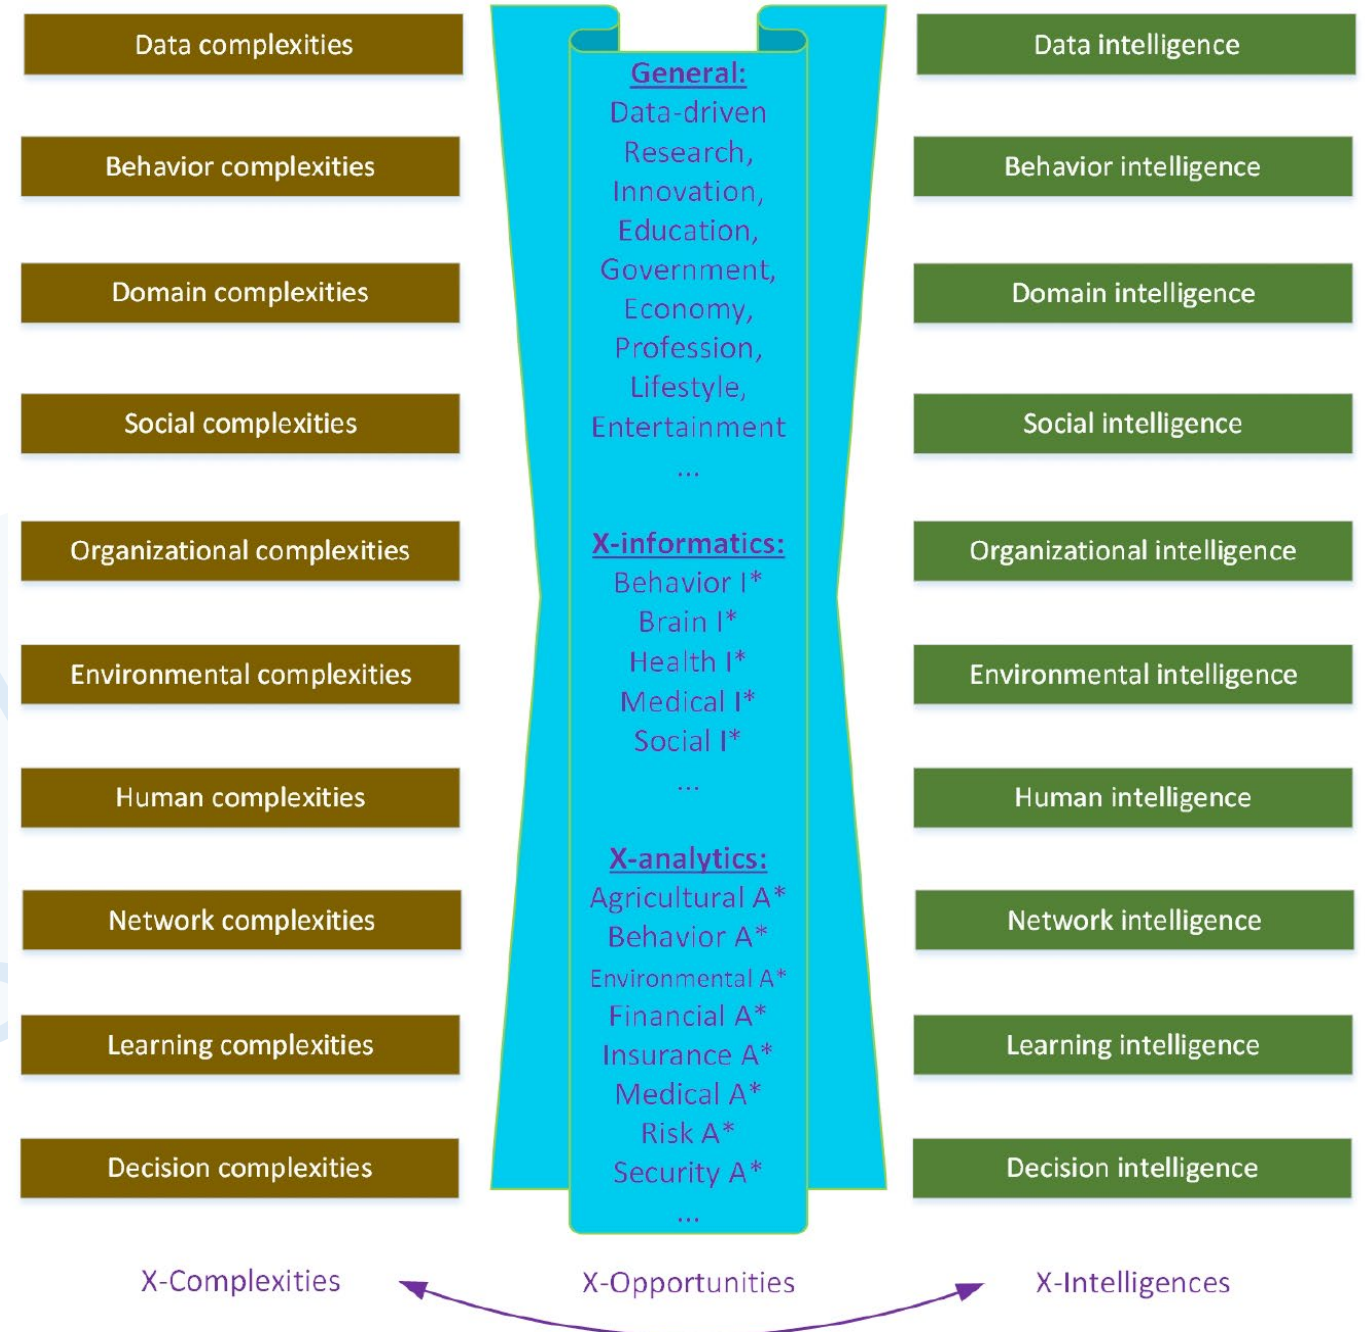 Data complexities
Behavior complexities
Domain complexities
Social complexities
Organizational complexities
Environmental complexities
Human complexities
Network complexities
Learning complexities
Decision complexities
General:
Data-driven
Research,
Innovation,
Education,
Government,
Economy,
Profession,
Lifestyle,
Entertainment
...
X-informatics:
Behavior I*
Brain I*
Health I*
Medical I*
Social I*
...
X-analytics:
Agricultural A*
Behavior A*
Environmental A*
Financial A*
Insurance A*
Medical A*
Risk A*
Security A*
...
Data intelligence
Behavior intelligence
Domain intelligence
Social intelligence
Organizational intelligence
Environmental intelligence
Human intelligence
Network intelligence
Learning intelligence
Decision intelligence
X-Complexities
X-Opportunities
X-Intelligences